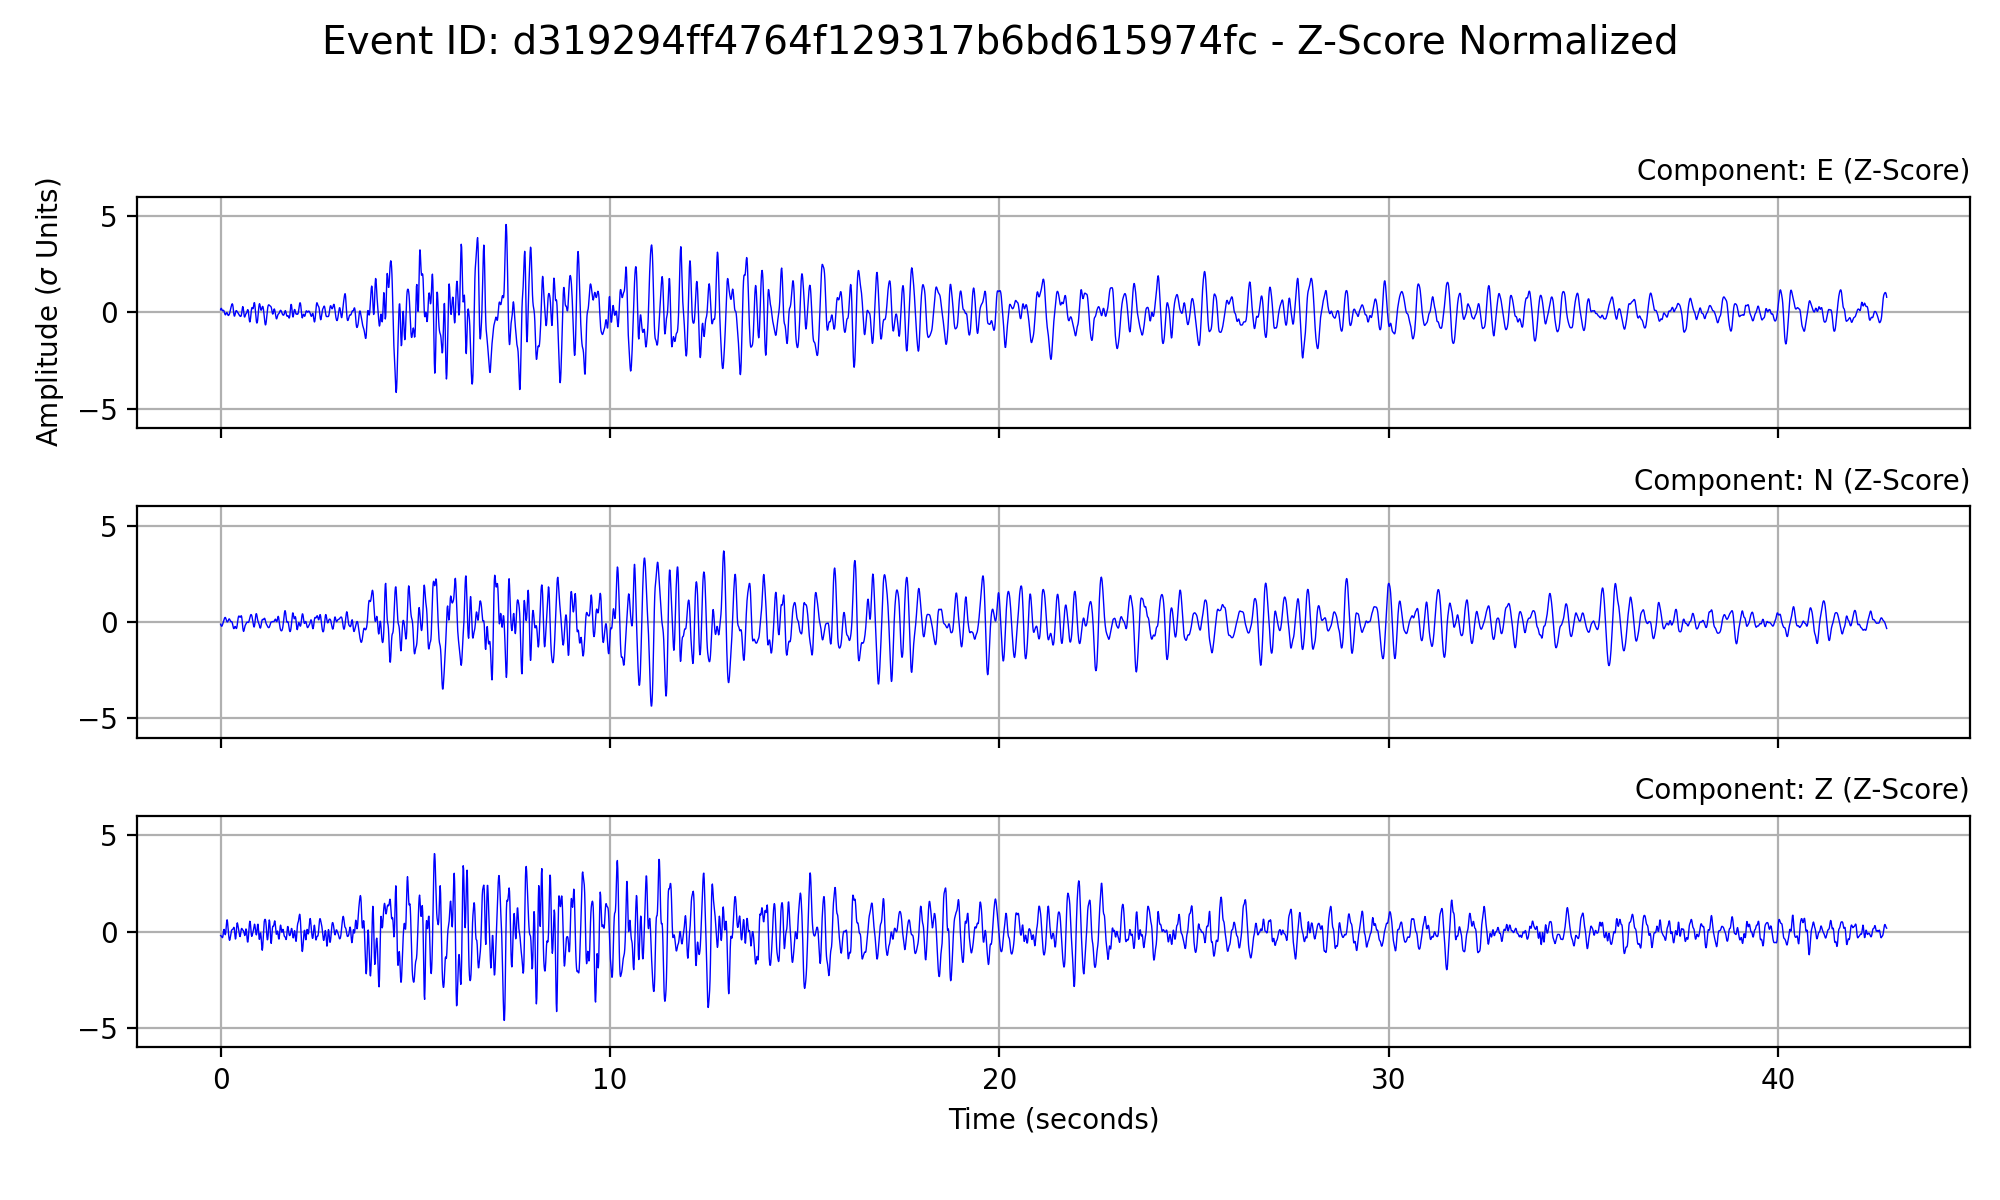 Event ID: d319294ff4764f129317b6bd615974fc - Z-Score Normalized
Component: E (Z-Score)
Amplitude (σ Units)
5
0
−5
Component: N (Z-Score)
5
0
−5
Component: Z (Z-Score)
5
0
−5
0 10 20 30 40
Time (seconds)